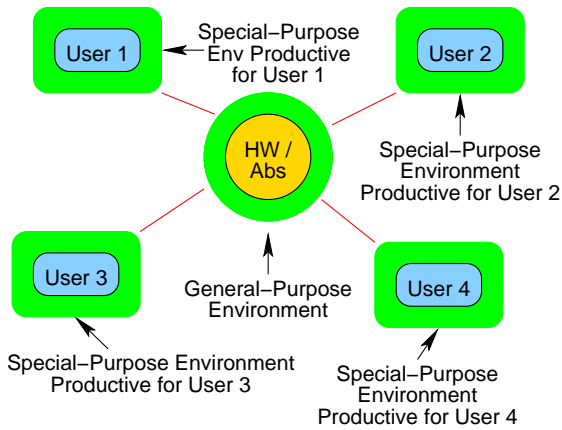 User 1
Special−Purpose
Env Productive
for User 1
User 2
HW /
Abs
Special−Purpose
Environment
Productive for User 2
User 3
General−Purpose
Environment
User 4
Special−Purpose Environment
Productive for User 3
Special−Purpose
Environment
Productive for User 4